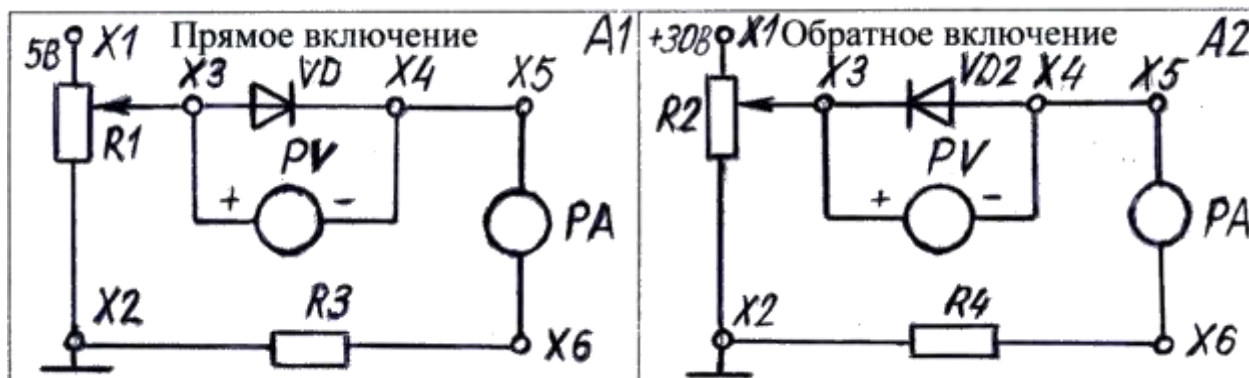 Прямое включение A1
5В X1
X3 VD X4 X5
R1
PV
+ -
PA
X2
R3
X6
Обратное включение A2
+30В X1
X3 VD2 X4 X5
R2
PV
+ -
PA
X2
R4
X6